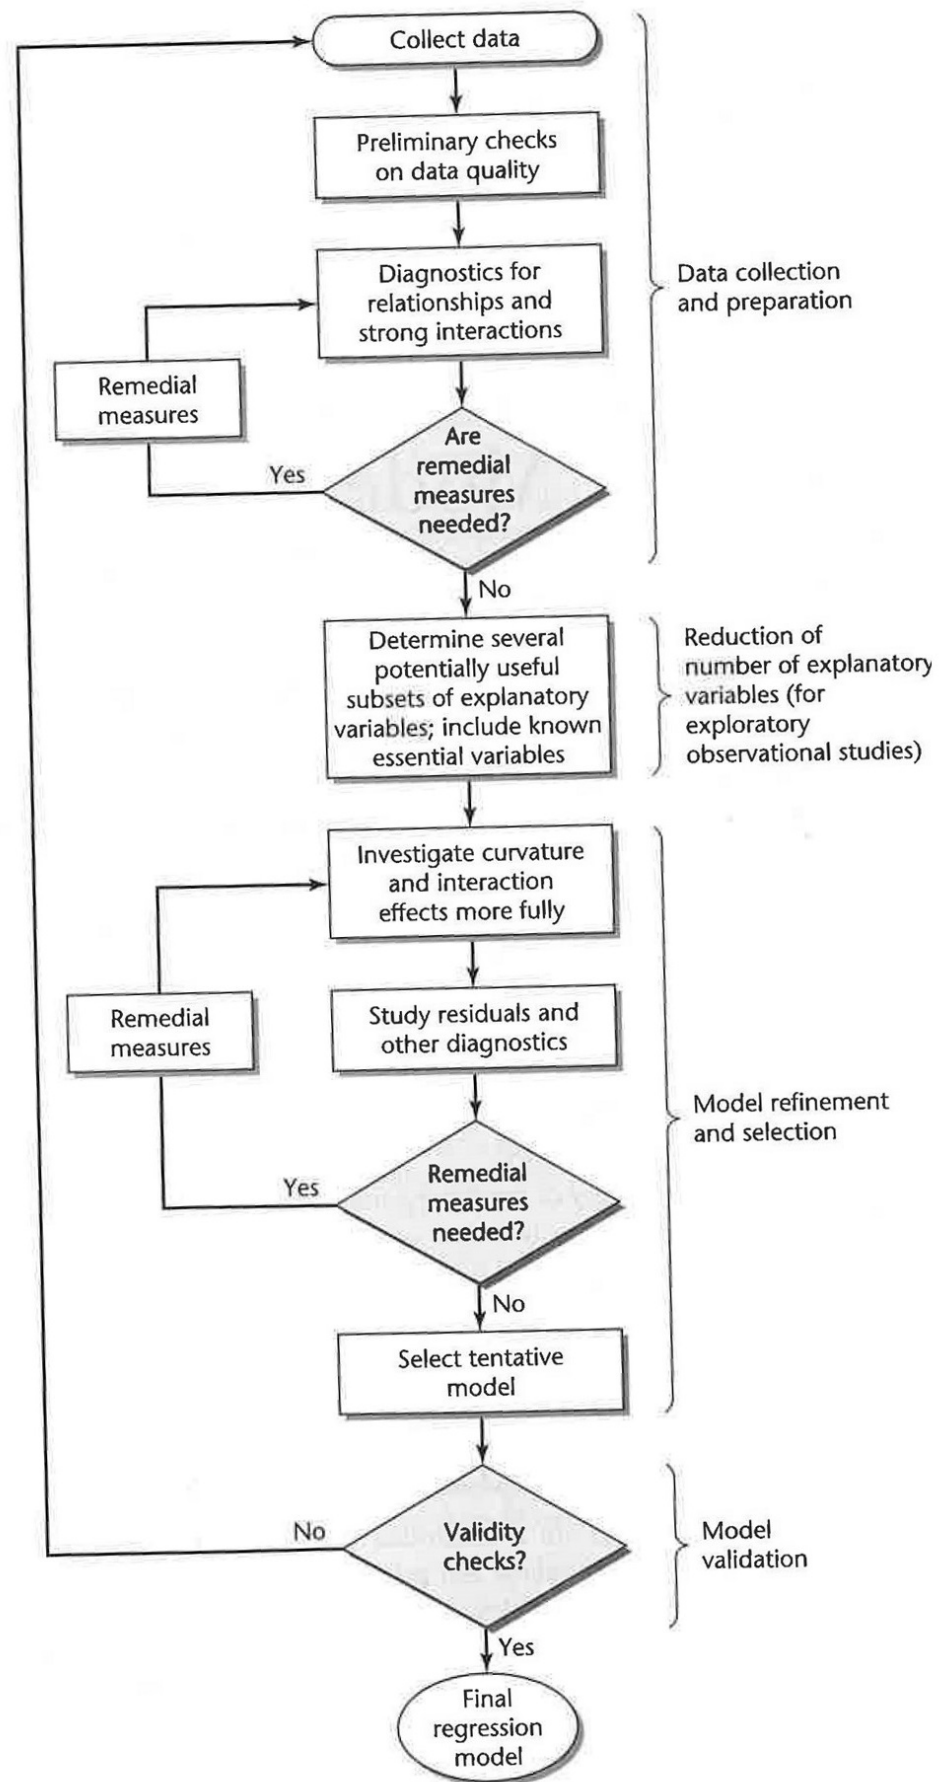 Collect data
Preliminary checks
on data quality
Diagnostics for
relationships and
strong interactions
Data collection
and preparation
Remedial
measures
Are
remedial
measures
needed?
Yes
No
Determine several
potentially useful
subsets of explanatory
variables; include known
essential variables
Reduction of
number of explanatory
variables (for
exploratory
observational studies)
Investigate curvature
and interaction
effects more fully
Remedial
measures
Study residuals and
other diagnostics
Model refinement
and selection
Remedial
measures
needed?
Yes
No
Select tentative
model
No
Validity
checks?
Model
validation
Yes
Final
regression
model